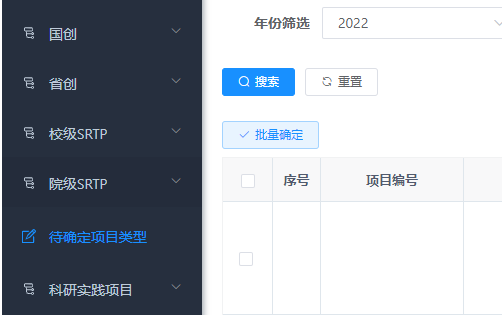 国创
省创
校级SRTP
院级SRTP
待确定项目类型
科研实践项目
年份筛选 2022
搜索 重置
批量确定
序号 项目编号